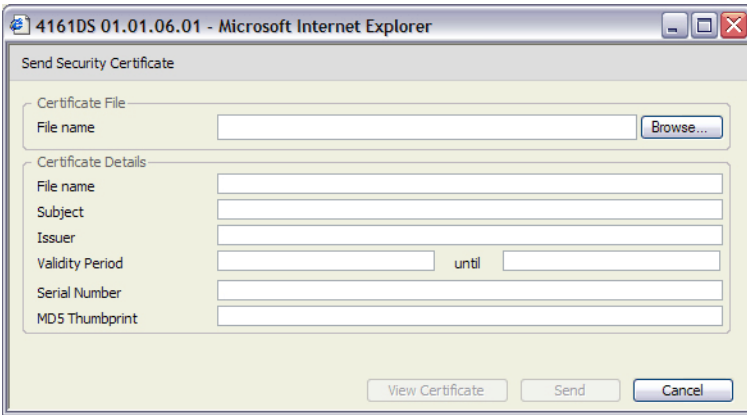 4161DS 01.01.06.01 - Microsoft Internet Explorer
Send Security Certificate
Certificate File
File name Browse...
Certificate Details
File name
Subject
Issuer
Validity Period until
Serial Number
MD5 Thumbprint
View Certificate Send Cancel